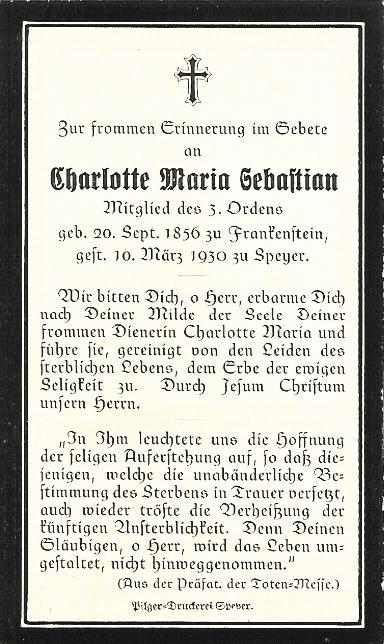 Zur frommen Erinnerung im Gebete
an
Charlotte Maria Sebastian
Mitglied des 3. Ordens
geb. 20. Sept. 1856 zu Frankenstein,
gest. 10. März 1930 zu Speyer.
Wir bitten Dich, o Herr, erbarme Dich
nach Deiner Milde der Seele Deiner
frommen Dienerin Charlotte Maria und
führe sie, gereinigt von den Leiden des
sterblichen Lebens, dem Erbe der ewigen
Seligkeit zu. Durch Jesum Christum
unsern Herrn.
„In Ihm leuchtete uns die Hoffnung
der seligen Auferstehung auf, so daß die-
jenigen, welche die unabänderliche Be-
stimmung des Sterbens in Trauer versetzt,
auch wieder tröste die Verheißung der
künftigen Unsterblichkeit. Denn Deinen
Gläubigen, o Herr, wird das Leben um-
gestaltet, nicht hinweggenommen."
(Aus der Präfat. der Toten-Messe.)
Pilger-Druckerei Speyer.